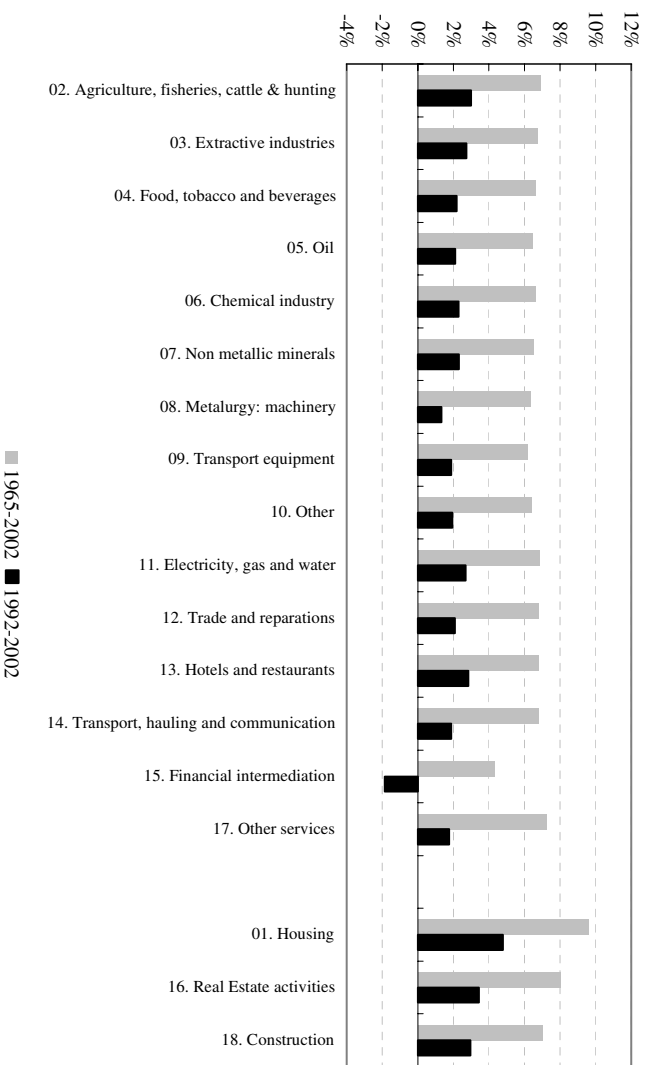 -4%
-2%
0%
2%
4%
6%
8%
10%
12%
02. Agriculture, fisheries, cattle & hunting
03. Extractive industries
04. Food, tobacco and beverages
05. Oil
06. Chemical industry
07. Non metallic minerals
08. Metalurgy: machinery
09. Transport equipment
10. Other
11. Electricity, gas and water
12. Trade and reparations
13. Hotels and restaurants
14. Transport, hauling and communication
15. Financial intermediation
17. Other services
01. Housing
16. Real Estate activities
18. Construction
1965-2002 1992-2002